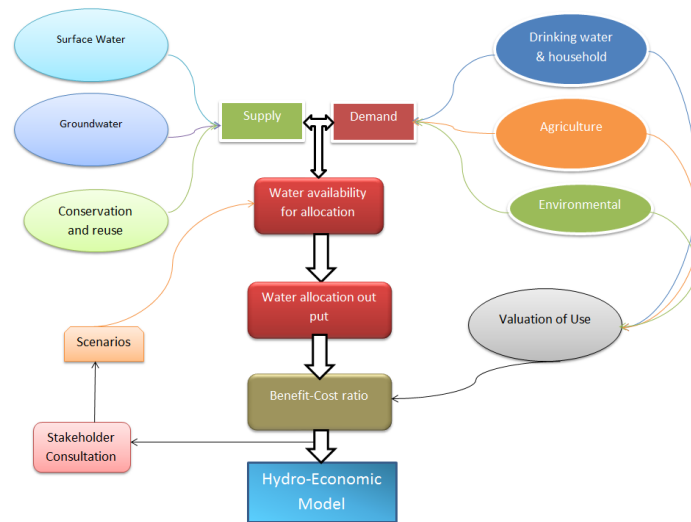 Surface Water
Drinking water
& household
Groundwater
Supply
Demand
Agriculture
Water availability
for allocation
Conservation
and reuse
Environmental
Water allocation out
put
Valuation of Use
Scenarios
Benefit-Cost ratio
Stakeholder
Consultation
Hydro-Economic
Model